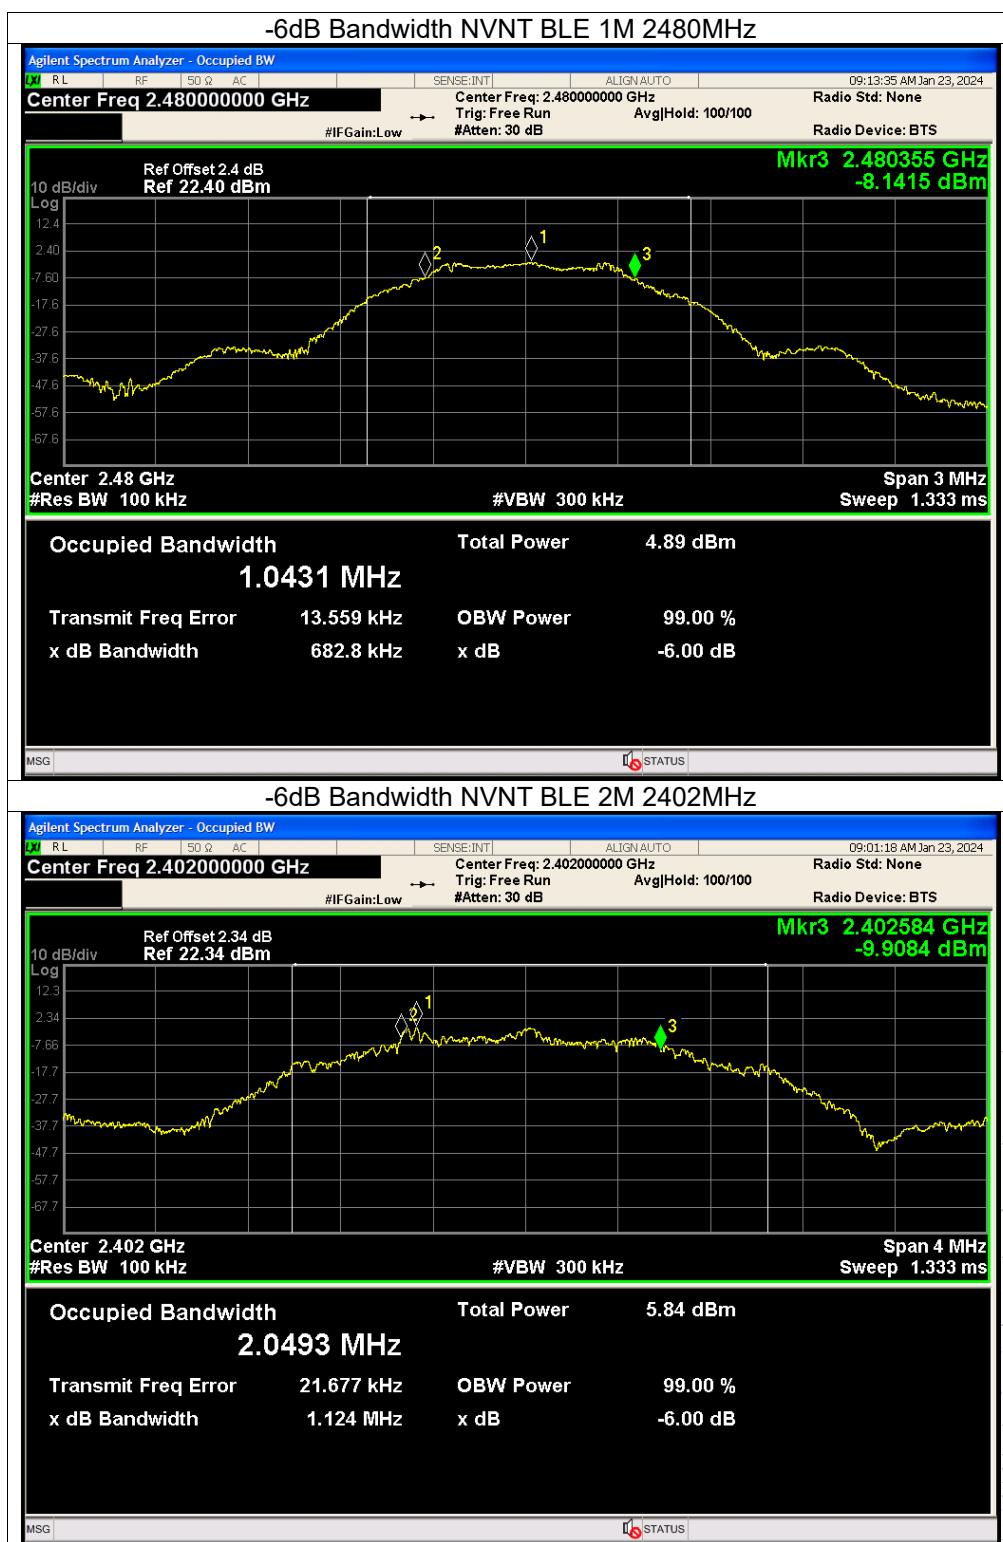 -6dB Bandwidth NVNT BLE 1M 2480MHz
Agilent Spectrum Analyzer - Occupied BW
LXI RL RF 50 Ω AC SENSE:INT ALIGN AUTO 09:13:35 AM Jan 23, 2024
Center Freq 2.480000000 GHz Center Freq: 2.480000000 GHz Radio Std: None
Trig: Free Run Avg|Hold: 100/100
#IFGain:Low #Atten: 30 dB Radio Device: BTS
Mkr3 2.480355 GHz
-8.1415 dBm
Ref Offset 2.4 dB
10 dB/div Ref 22.40 dBm
Log
12.4
2.40
-7.60
-17.6
-27.6
-37.6
-47.6
-57.6
-67.6
2 1 3
Center 2.48 GHz Span 3 MHz
#Res BW 100 kHz #VBW 300 kHz Sweep 1.333 ms
Occupied Bandwidth Total Power 4.89 dBm
1.0431 MHz
Transmit Freq Error 13.559 kHz OBW Power 99.00 %
x dB Bandwidth 682.8 kHz x dB -6.00 dB
MSG STATUS
-6dB Bandwidth NVNT BLE 2M 2402MHz
Agilent Spectrum Analyzer - Occupied BW
LXI RL RF 50 Ω AC SENSE:INT ALIGN AUTO 09:01:18 AM Jan 23, 2024
Center Freq 2.402000000 GHz Center Freq: 2.402000000 GHz Radio Std: None
Trig: Free Run Avg|Hold: 100/100
#IFGain:Low #Atten: 30 dB Radio Device: BTS
Mkr3 2.402584 GHz
-9.9084 dBm
Ref Offset 2.34 dB
10 dB/div Ref 22.34 dBm
Log
12.3
2.34
-7.66
-17.7
-27.7
-37.7
-47.7
-57.7
-67.7
2 1 3
Center 2.402 GHz Span 4 MHz
#Res BW 100 kHz #VBW 300 kHz Sweep 1.333 ms
Occupied Bandwidth Total Power 5.84 dBm
2.0493 MHz
Transmit Freq Error 21.677 kHz OBW Power 99.00 %
x dB Bandwidth 1.124 MHz x dB -6.00 dB
MSG STATUS